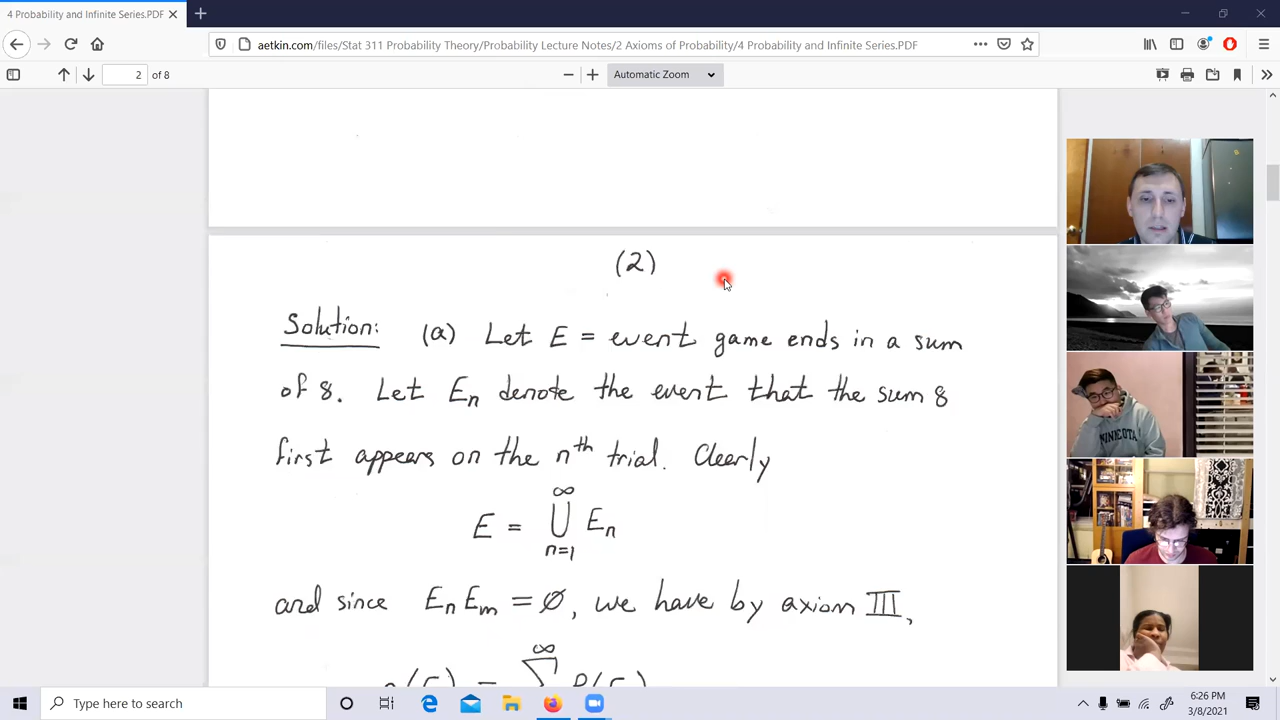 4 Probability and Infinite Series.PDF
aetkin.com/files/Stat 311 Probability Theory/Probability Lecture Notes/2 Axioms of Probability/4 Probability and Infinite Series.PDF
2 of 8
Automatic Zoom
(2)
Solution: (a) Let E = event game ends in a sum
of 8. Let Eₙ denote the event that the sum 8
first appears on the nᵗʰ trial. Clearly
E = ∞⋃n=1 Eₙ
and since EₙEₘ = ∅, we have by axiom III,
∞
MINNESOTA
Type here to search
6:26 PM
3/8/2021